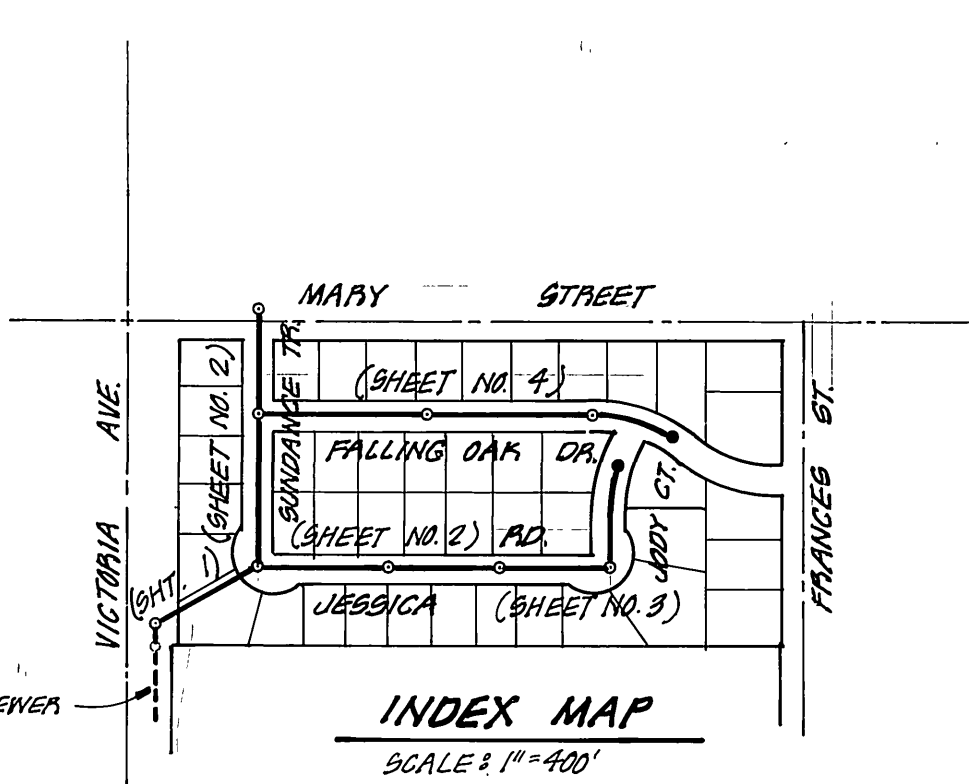 MARY STREET
SUNDANCE TR.
(SHEET NO. 2)
(SHEET NO. 4)
FALLING OAK DR.
(SHEET NO. 2) RD.
JESSICA
(SHEET NO. 3)
JODY CT.
FRANCES ST.
VICTORIA AVE.
(SHT. 1)
EWER
INDEX MAP
SCALE: 1"=400'